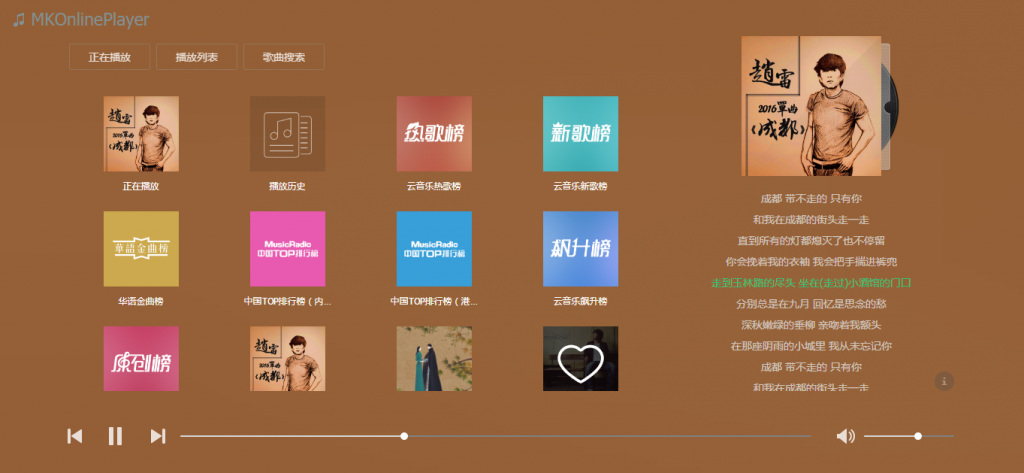 MKOnlinePlayer
正在播放
播放列表
歌曲搜索
趙雷
2016單曲
《成都》
正在播放
播放历史
热歌榜
云音乐热歌榜
新歌榜
云音乐新歌榜
華語金曲榜
华语金曲榜
MusicRadio
中国TOP排行榜
中国TOP排行榜（内...
MusicRadio
中国TOP排行榜
中国TOP排行榜（港...
飙升榜
云音乐飙升榜
原创榜
趙雷
2016單曲
《成都》
趙雷
2016單曲
《成都》
成都 带不走的 只有你
和我在成都的街头走一走
直到所有的灯都熄灭了也不停留
你会挽着我的衣袖 我会把手揣进裤兜
走到玉林路的尽头 坐在(走过)小酒馆的门口
分别总是在九月 回忆是思念的愁
深秋嫩绿的垂柳 亲吻着我额头
在那座阴雨的小城里 我从未忘记你
成都 带不走的 只有你
和我在成都的街头走一走